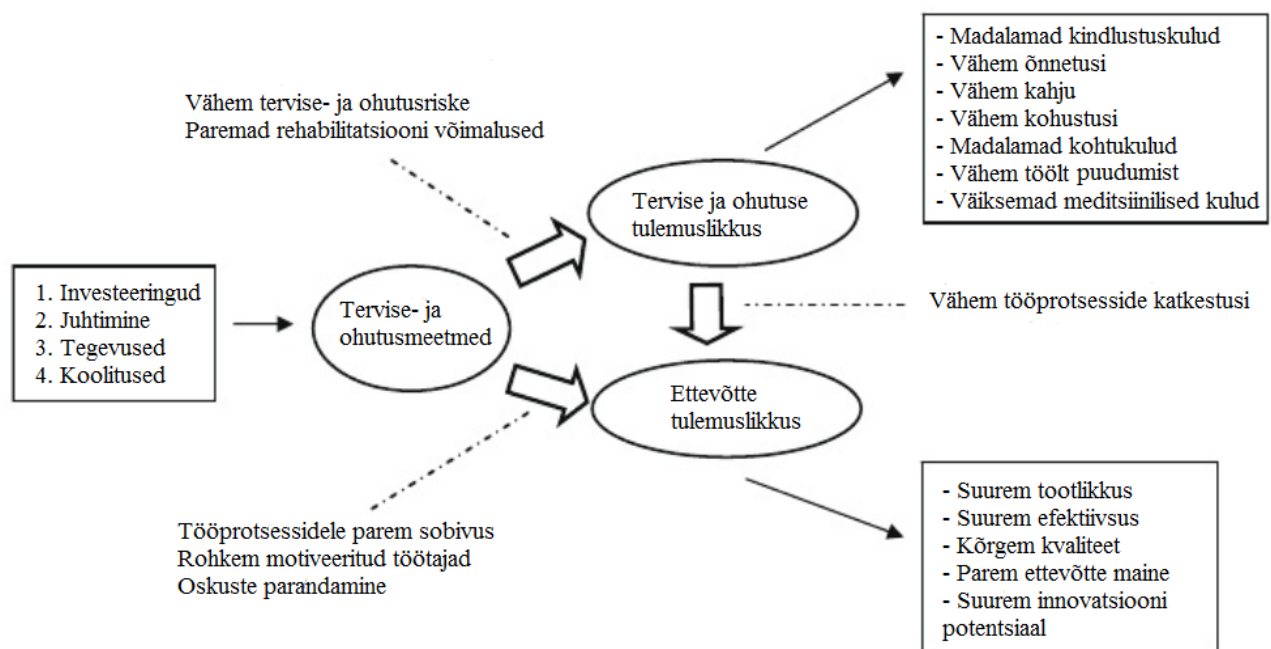 - Madalamad kindlustuskulud
- Vähem õnnetusi
- Vähem kahju
- Vähem kohustusi
- Madalamad kohtukulud
- Vähem töölt puudumist
- Väiksemad meditsiinilised kulud
Vähem tervise- ja ohutusriske
Paremad rehabilitatsiooni võimalused
Tervise ja ohutuse
tulemuslikkus
1. Investeeringud
2. Juhtimine
3. Tegevused
4. Koolitused
Tervise- ja
ohutusmeetmed
Vähem tööprotsesside katkestusi
Ettevõtte
tulemuslikkus
Tööprotsessidele parem sobivus
Rohkem motiveeritud töötajad
Oskuste parandamine
- Suurem tootlikkus
- Suurem efektiivsus
- Kõrgem kvaliteet
- Parem ettevõtte maine
- Suurem innovatsiooni
potentsiaal